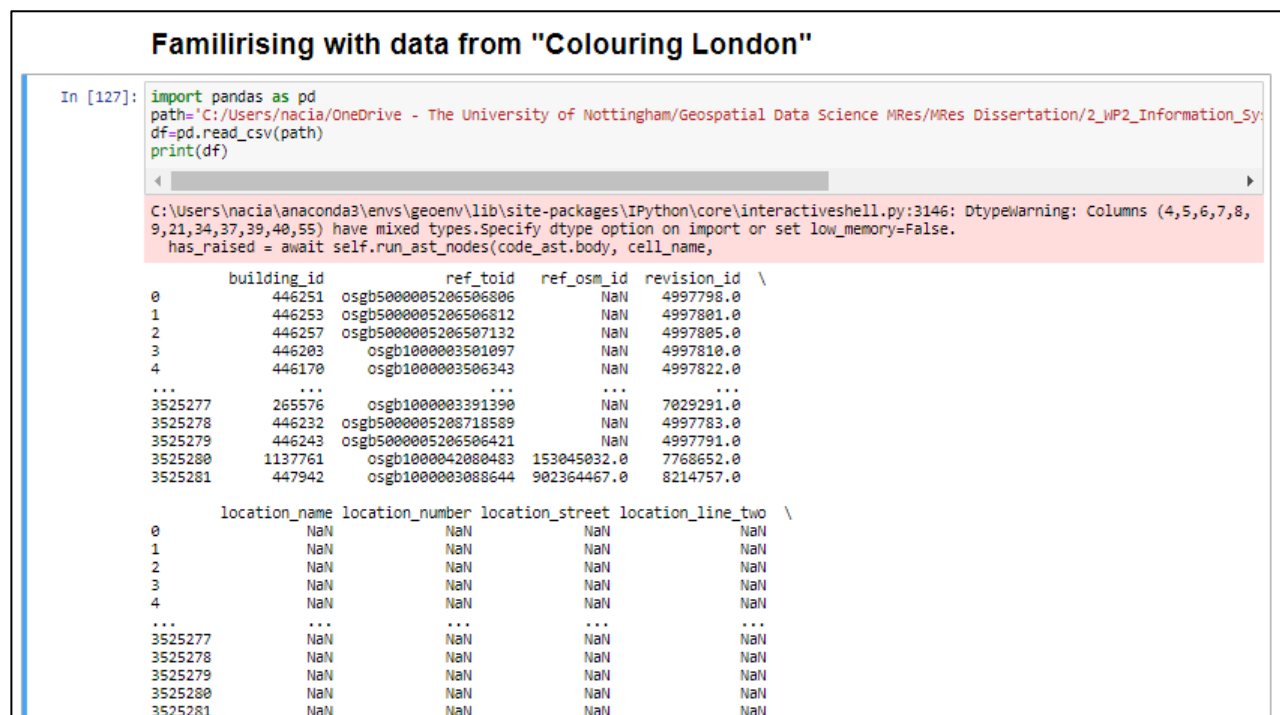 Familirising with data from "Colouring London"
In [127]: import pandas as pd
path='C:/Users/nacia/OneDrive - The University of Nottingham/Geospatial Data Science MRes/MRes Dissertation/2_WP2_Information_Sy
df=pd.read_csv(path)
print(df)
C:\Users\nacia\anaconda3\envs\geoenv\lib\site-packages\IPython\core\interactiveshell.py:3146: DtypeWarning: Columns (4,5,6,7,8,
9,21,34,37,39,40,55) have mixed types.Specify dtype option on import or set low_memory=False.
has_raised = await self.run_ast_nodes(code_ast.body, cell_name,
building_id ref_toid ref_osm_id revision_id \
0 446251 osgb5000005206506806 NaN 4997798.0
1 446253 osgb5000005206506812 NaN 4997801.0
2 446257 osgb5000005206507132 NaN 4997805.0
3 446203 osgb1000003501097 NaN 4997810.0
4 446170 osgb1000003506343 NaN 4997822.0
... ... ... ... ...
3525277 265576 osgb1000003391390 NaN 7029291.0
3525278 446232 osgb5000005208718589 NaN 4997783.0
3525279 446243 osgb5000005206506421 NaN 4997791.0
3525280 1137761 osgb1000042080483 153045032.0 7768652.0
3525281 447942 osgb1000003088644 902364467.0 8214757.0
location_name location_number location_street location_line_two \
0 NaN NaN NaN NaN
1 NaN NaN NaN NaN
2 NaN NaN NaN NaN
3 NaN NaN NaN NaN
4 NaN NaN NaN NaN
... ... ... ... ...
3525277 NaN NaN NaN NaN
3525278 NaN NaN NaN NaN
3525279 NaN NaN NaN NaN
3525280 NaN NaN NaN NaN
3525281 NaN NaN NaN NaN